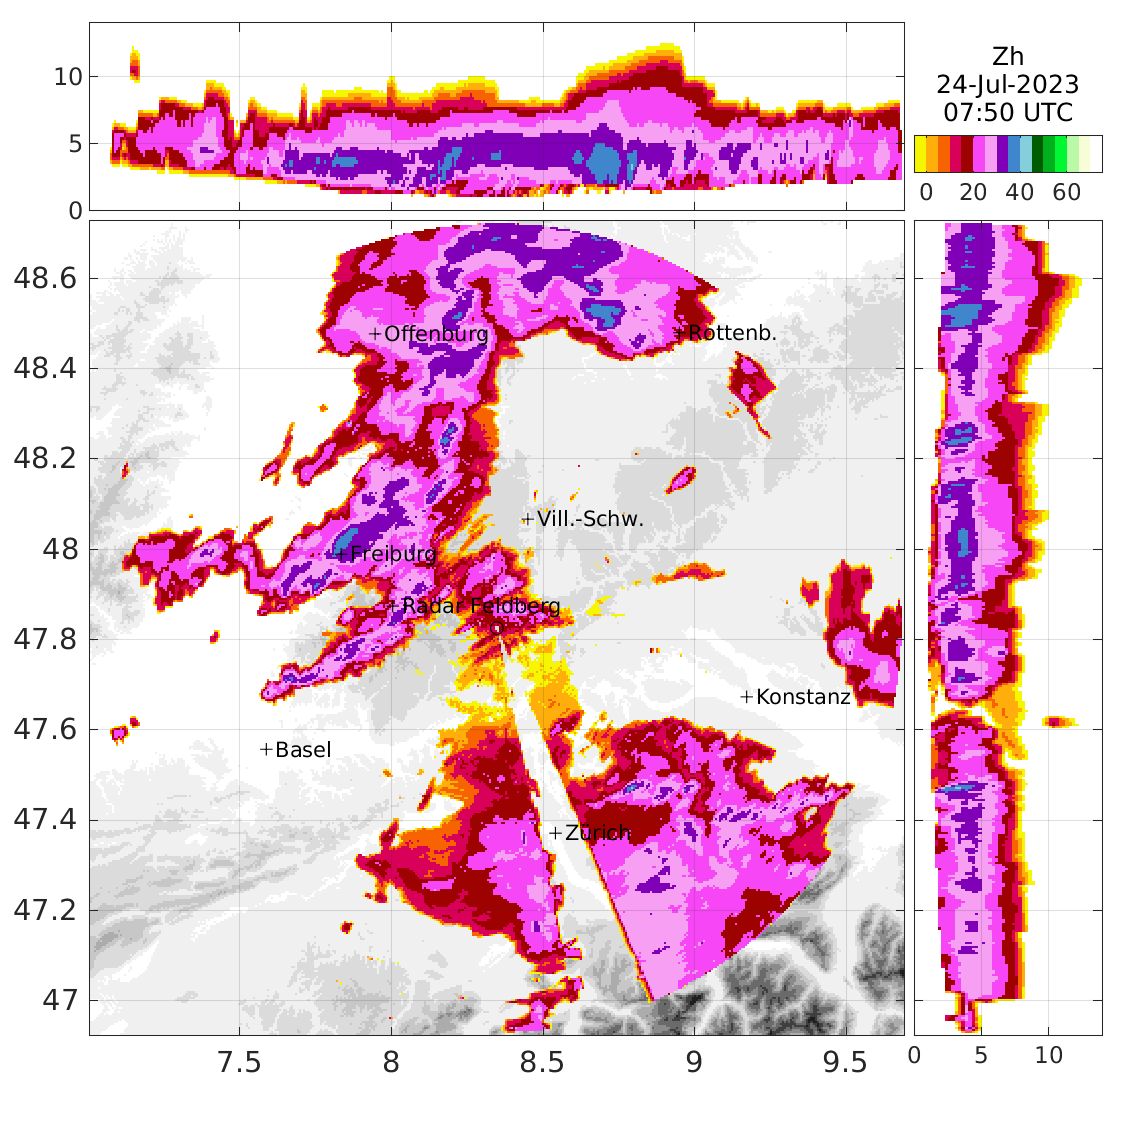 10
5
0
Zh
24-Jul-2023
07:50 UTC
0 20 40 60
48.6
48.4
48.2
48
47.8
47.6
47.4
47.2
47
Offenburg
Rottenb.
Vill.-Schw.
Freiburg
Radar Feldberg
Konstanz
Basel
Zürich
7.5 8 8.5 9 9.5
0 5 10